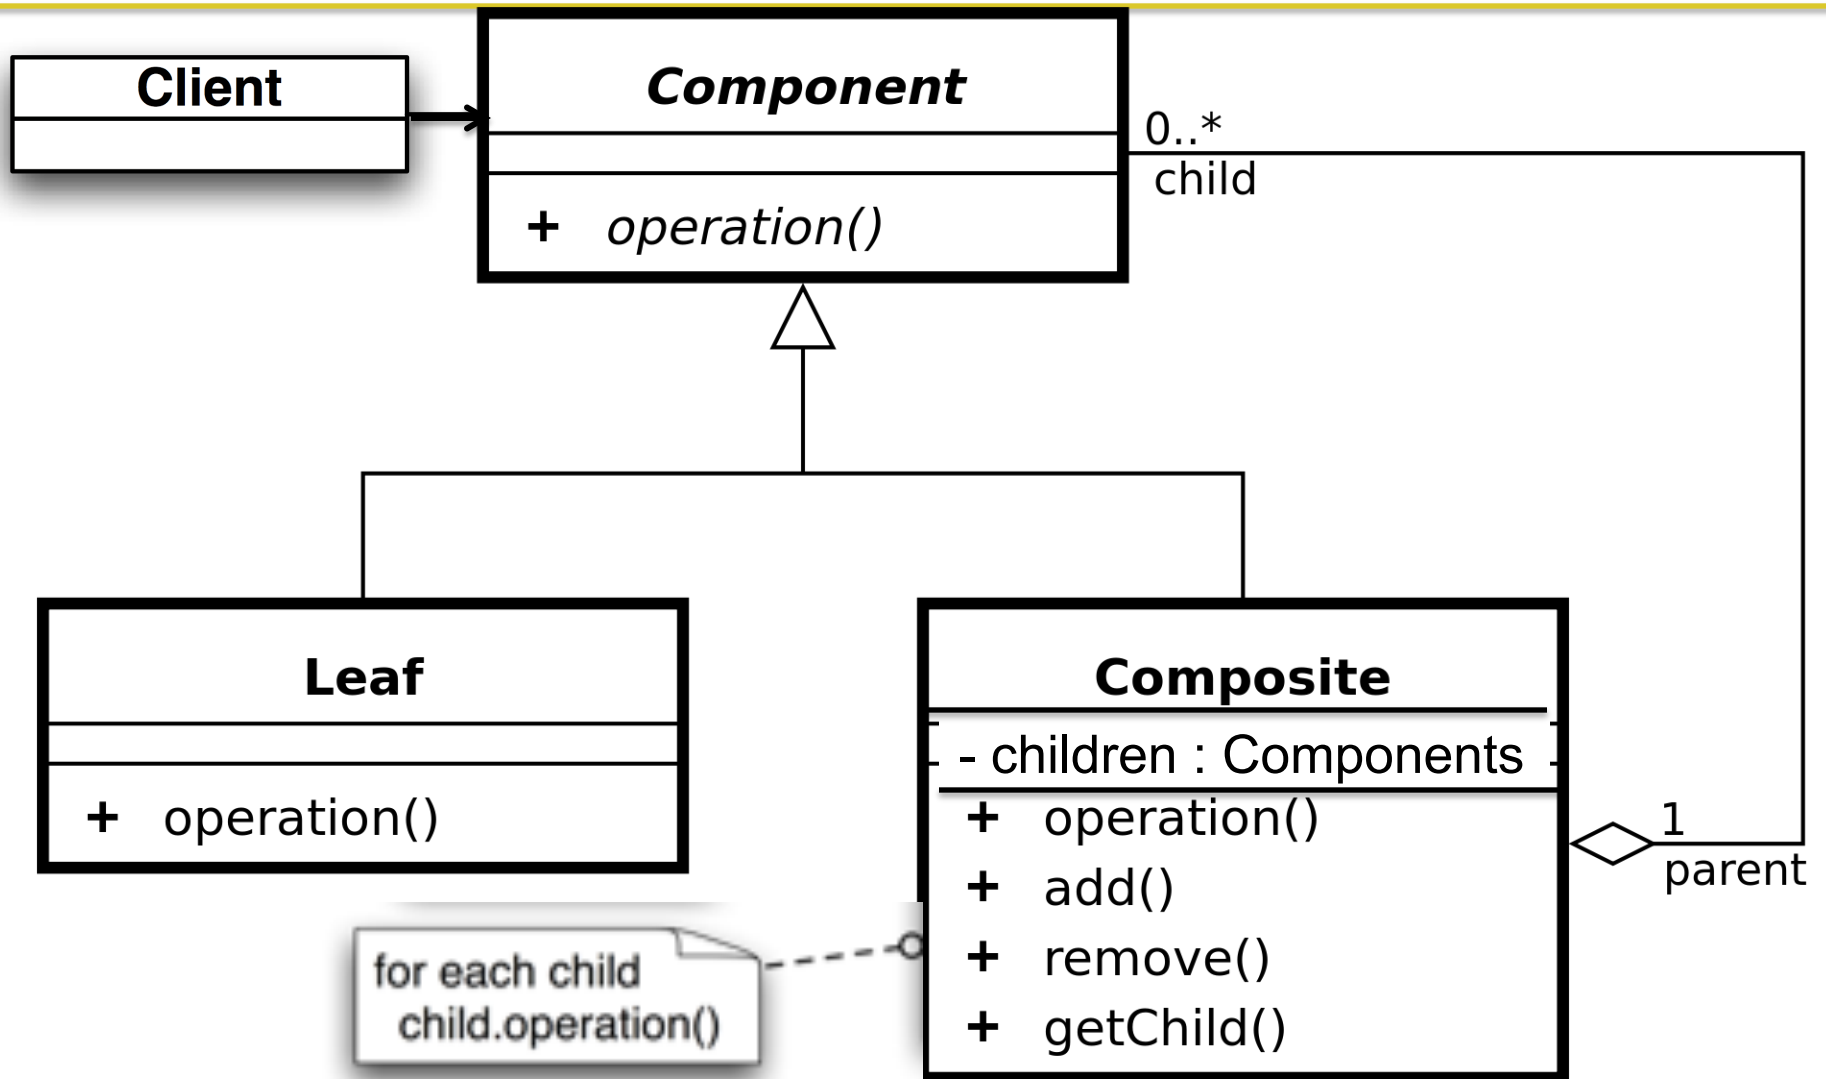 Client
Component
+ operation()
0..*
child
Leaf
+ operation()
Composite
- children : Components
+ operation()
+ add()
+ remove()
+ getChild()
1
parent
for each child
child.operation()